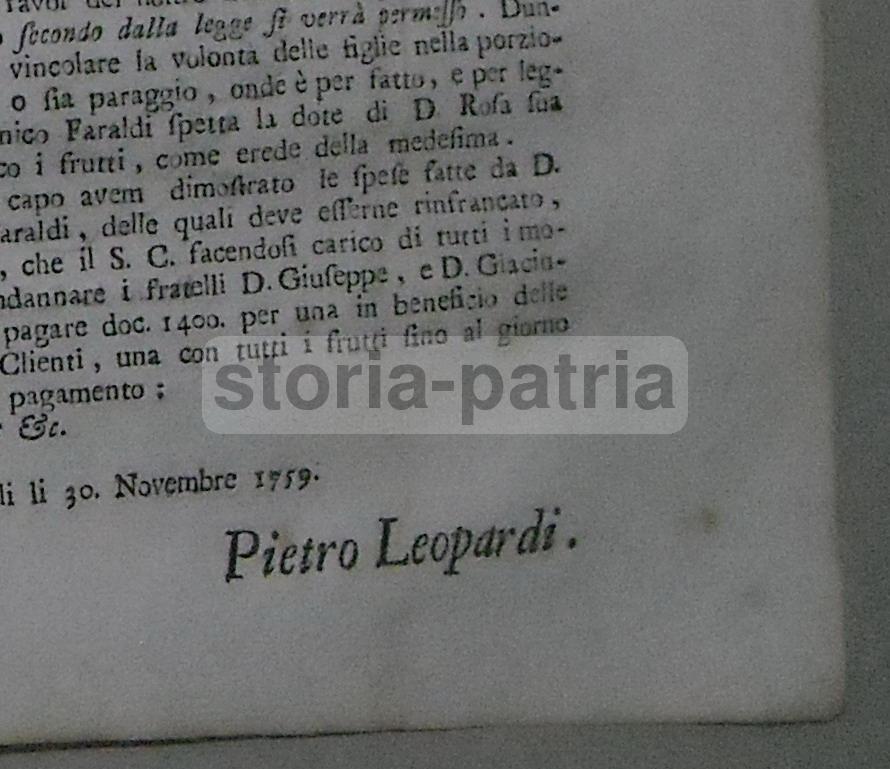 favor del nostro
secondo dalla legge si verrà permesso. Dun-
vincolare la volontà delle figlie nella porzio-
o sia paraggio, onde è per fatto, e per leg-
nico Faraldi spetta la dote di D. Rosa sua
co i frutti, come erede della medesima.
capo avem dimostrato le spese fatte da D.
araldi, delle quali deve esserne rinfrancato,
, che il S. C. facendosi carico di tutti i mo-
ndannare i fratelli D. Giuseppe, e D. Giacin-
pagare doc. 1400. per una in beneficio delle
Clienti, una con tutti i frutti sino al giorno
pagamento:
&c.
li li 30. Novembre 1759.
Pietro Leopardi.
storia-patria